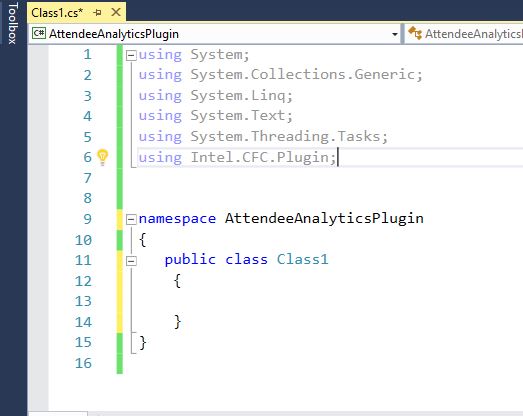 Toolbox
Class1.cs*
C# AttendeeAnalyticsPlugin
AttendeeAnalytics
1 using System;
2 using System.Collections.Generic;
3 using System.Linq;
4 using System.Text;
5 using System.Threading.Tasks;
6 using Intel.CFC.Plugin;
7
8
9 namespace AttendeeAnalyticsPlugin
10 {
11 public class Class1
12 {
13
14 }
15 }
16